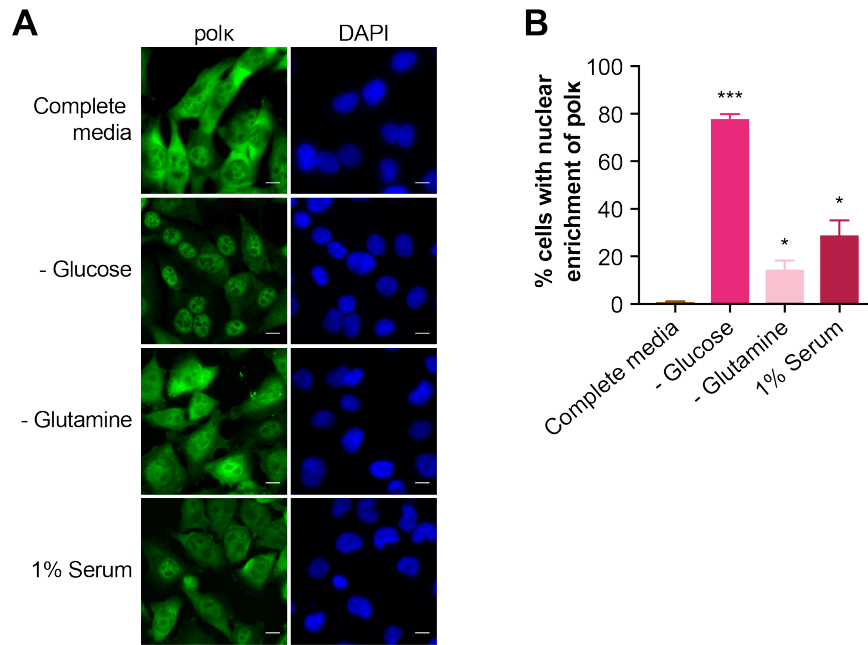 A
polκ
DAPI
Complete
media
- Glucose
- Glutamine
1% Serum
B
% cells with nuclear
enrichment of polκ
100
80
60
40
20
0
***
*
*
Complete media
- Glucose
- Glutamine
1% Serum